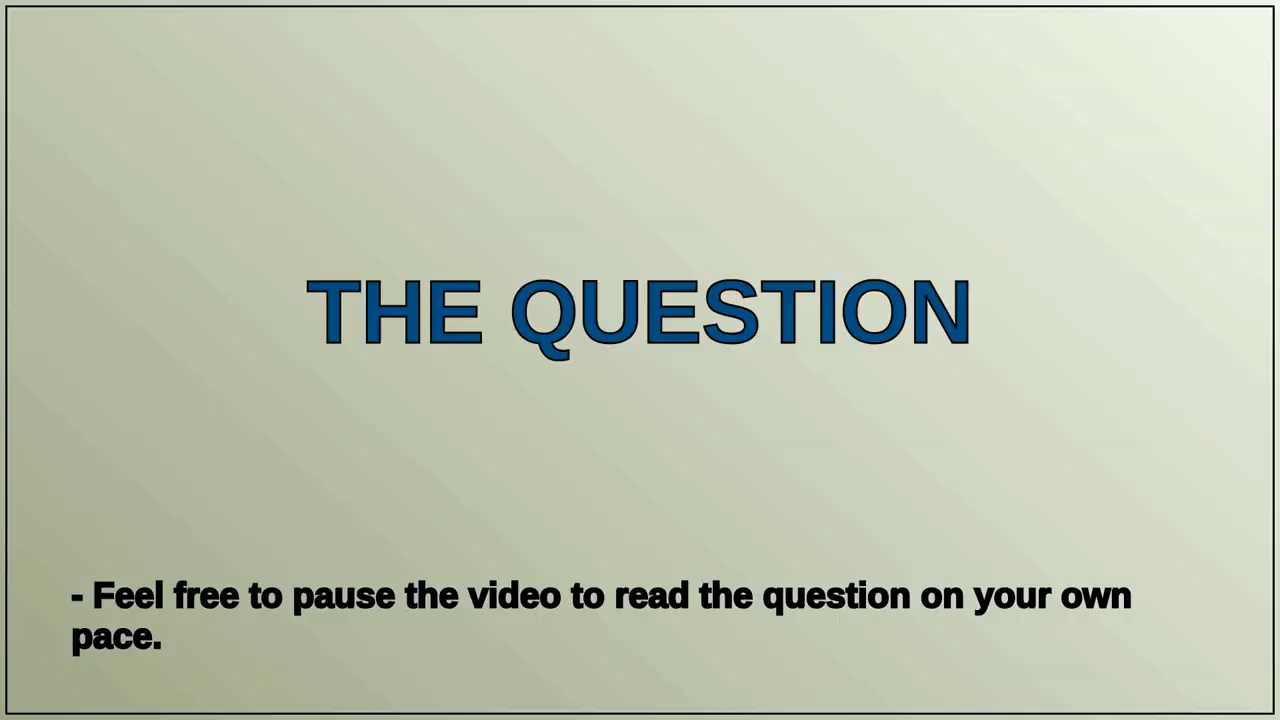 THE QUESTION
- Feel free to pause the video to read the question on your own
pace.